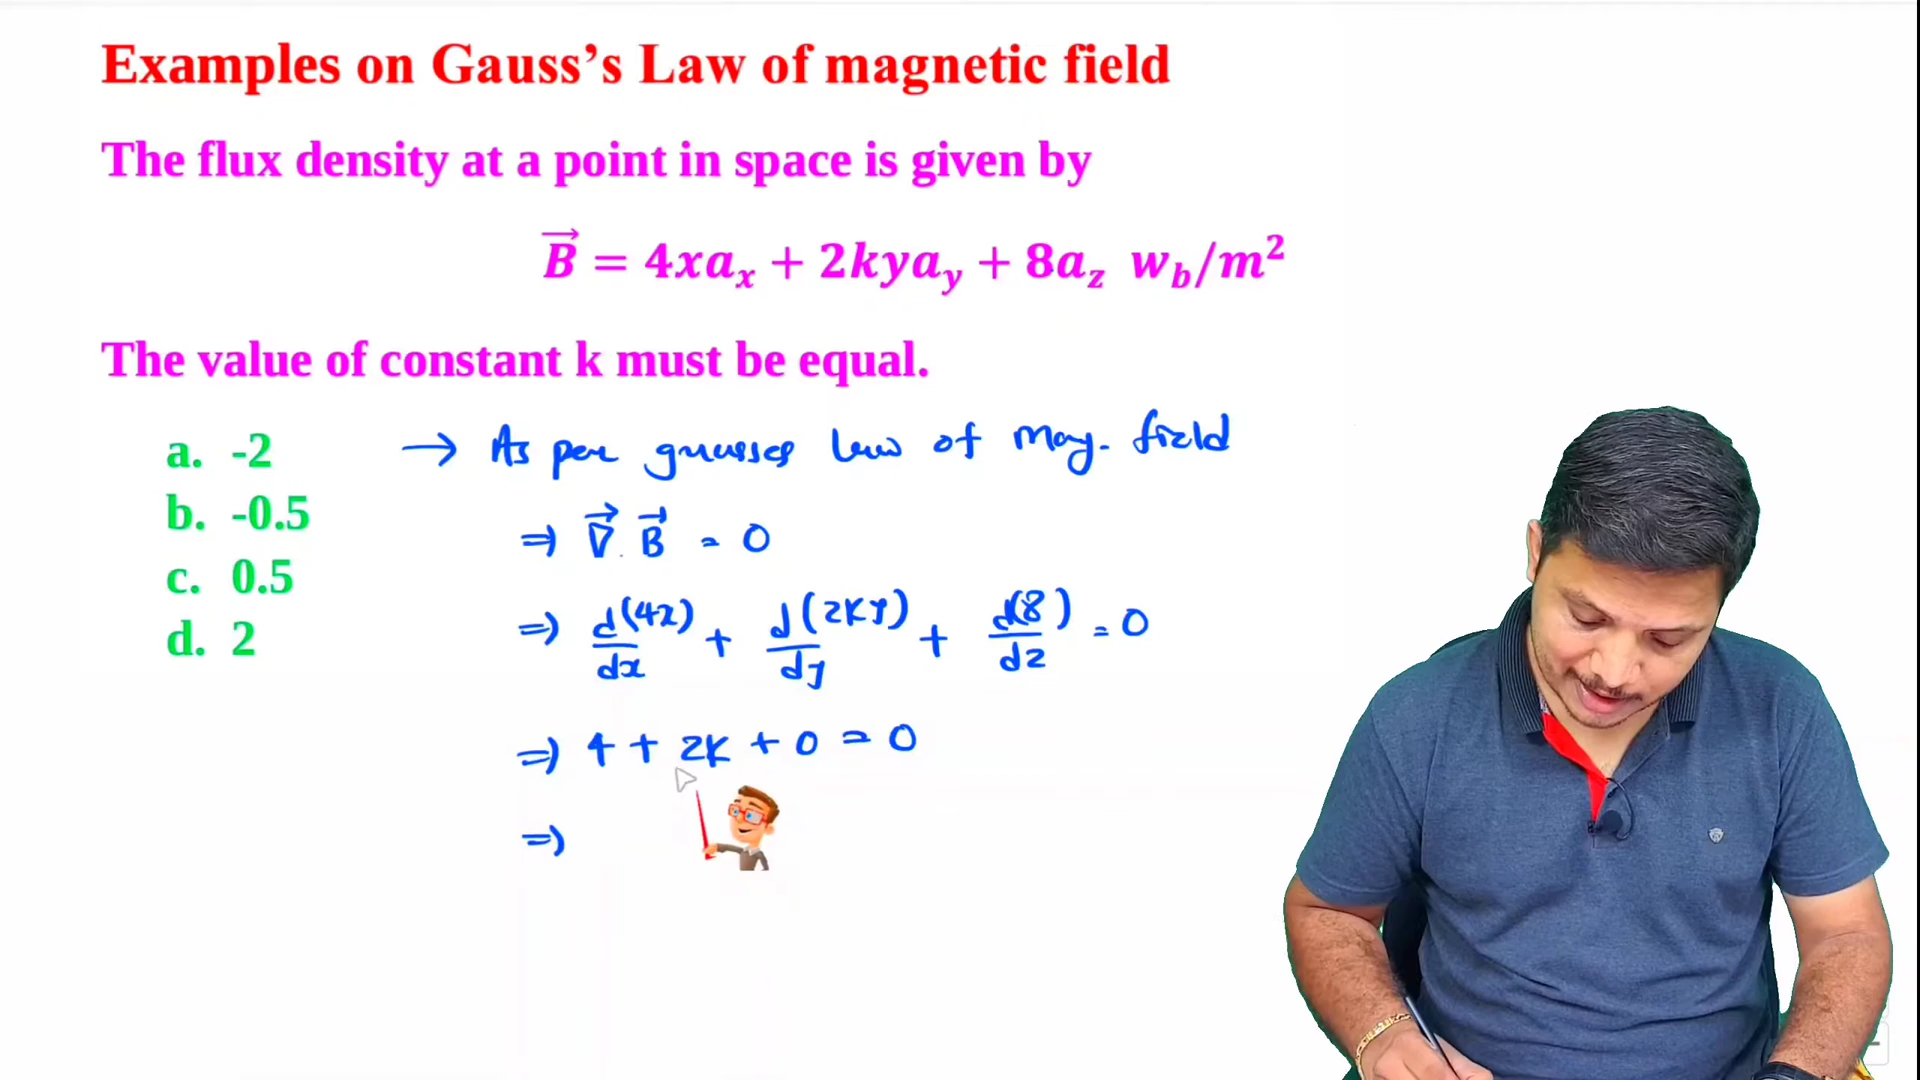 Examples on Gauss’s Law of magnetic field
The flux density at a point in space is given by
B⃗ = 4xaₓ + 2kya_y + 8a_z w_b/m²
The value of constant k must be equal.
a. -2
b. -0.5
c. 0.5
d. 2
→ As per guasses law of mag. field
⇒ ∇⃗ . B⃗ = 0
⇒ d(4x)/dx + d(2ky)/dy + d(8)/dz = 0
⇒ 4 + 2k + 0 = 0
⇒